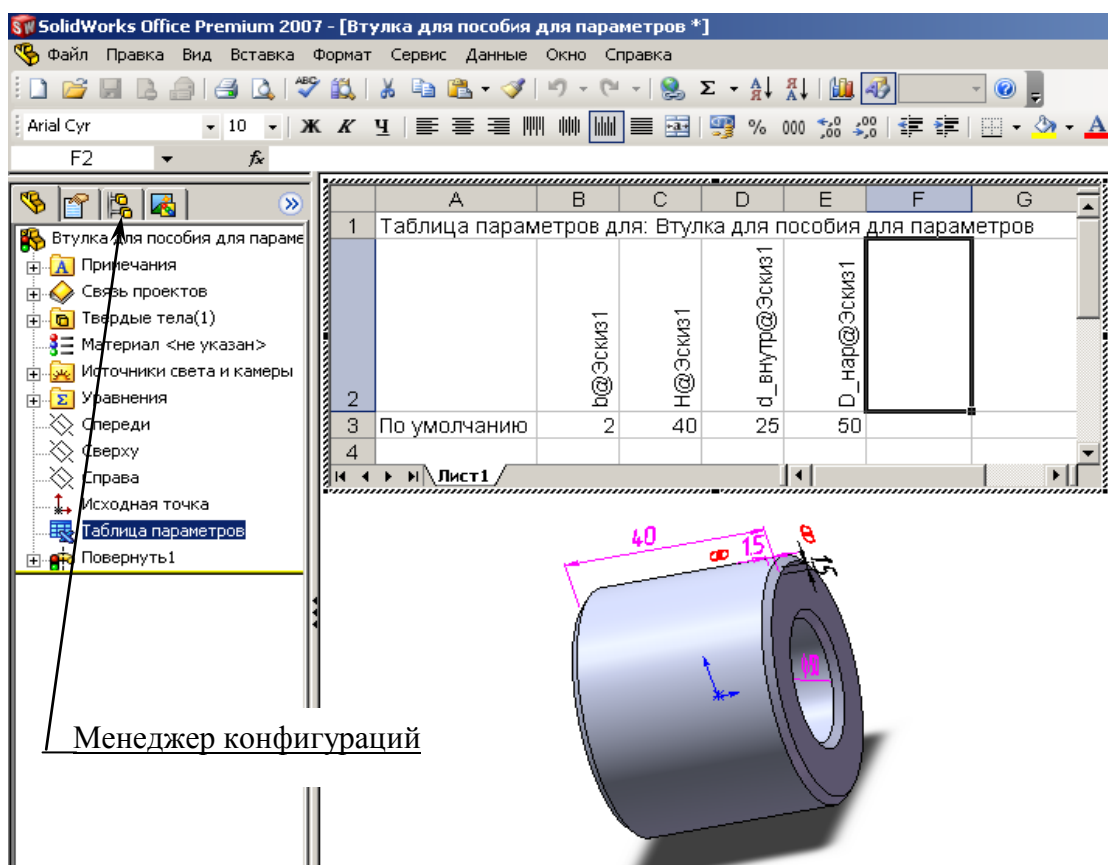 SolidWorks Office Premium 2007 - [Втулка для пособия для параметров *]
Файл Правка Вид Вставка Формат Сервис Данные Окно Справка
Arial Cyr 10 Ж К Ч % 000
F2 fx
A B C D E F G
1 Таблица параметров для: Втулка для пособия для параметров
2 b@Эскиз1 H@Эскиз1 d_внутр@Эскиз1 D_нар@Эскиз1
3 По умолчанию 2 40 25 50
4
Лист1
Втулка для пособия для параме
Примечания
Связь проектов
Твердые тела(1)
Материал <не указан>
Источники света и камеры
Уравнения
Спереди
Сверху
Справа
Исходная точка
Таблица параметров
Повернуть1
40 15 15
Менеджер конфигураций